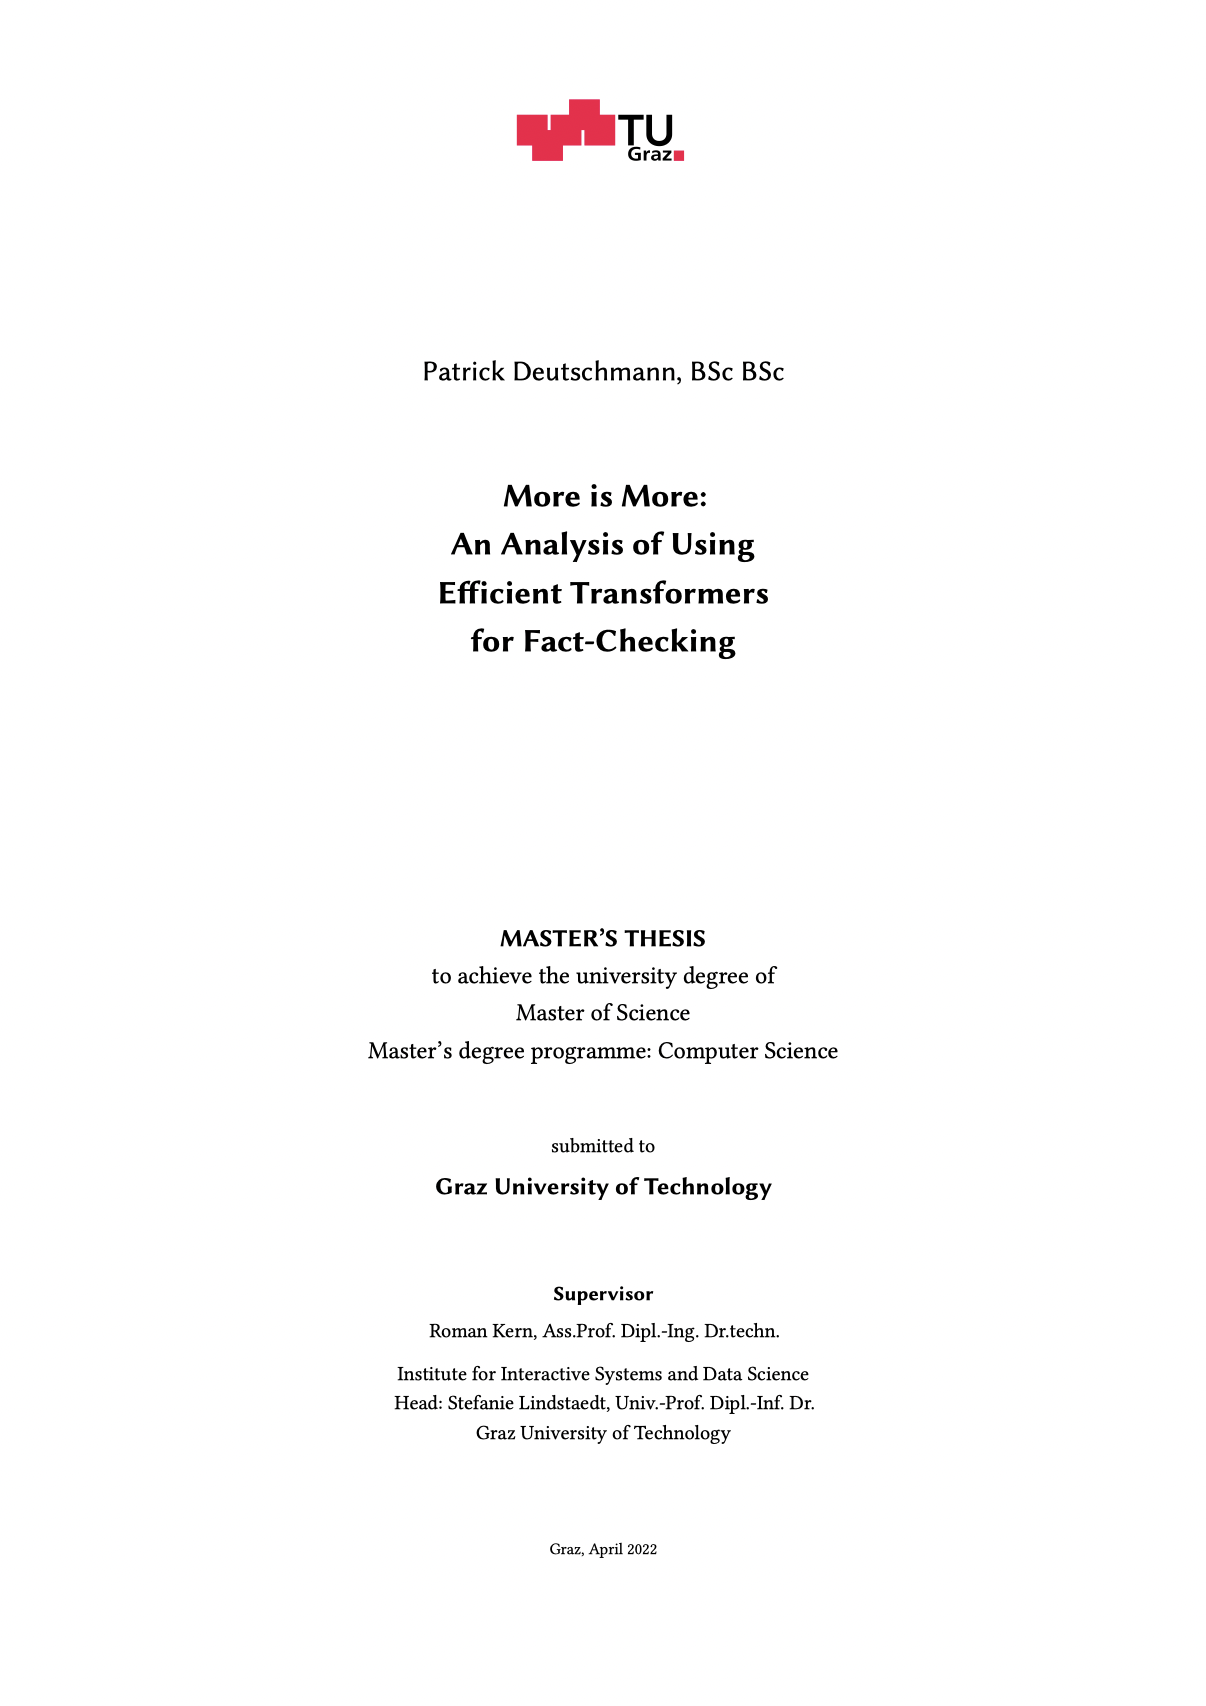 TU
Graz
Patrick Deutschmann, BSc BSc
More is More:
An Analysis of Using
Efficient Transformers
for Fact-Checking
MASTER’S THESIS
to achieve the university degree of
Master of Science
Master’s degree programme: Computer Science
submitted to
Graz University of Technology
Supervisor
Roman Kern, Ass.Prof. Dipl.-Ing. Dr.techn.
Institute for Interactive Systems and Data Science
Head: Stefanie Lindstaedt, Univ.-Prof. Dipl.-Inf. Dr.
Graz University of Technology
Graz, April 2022